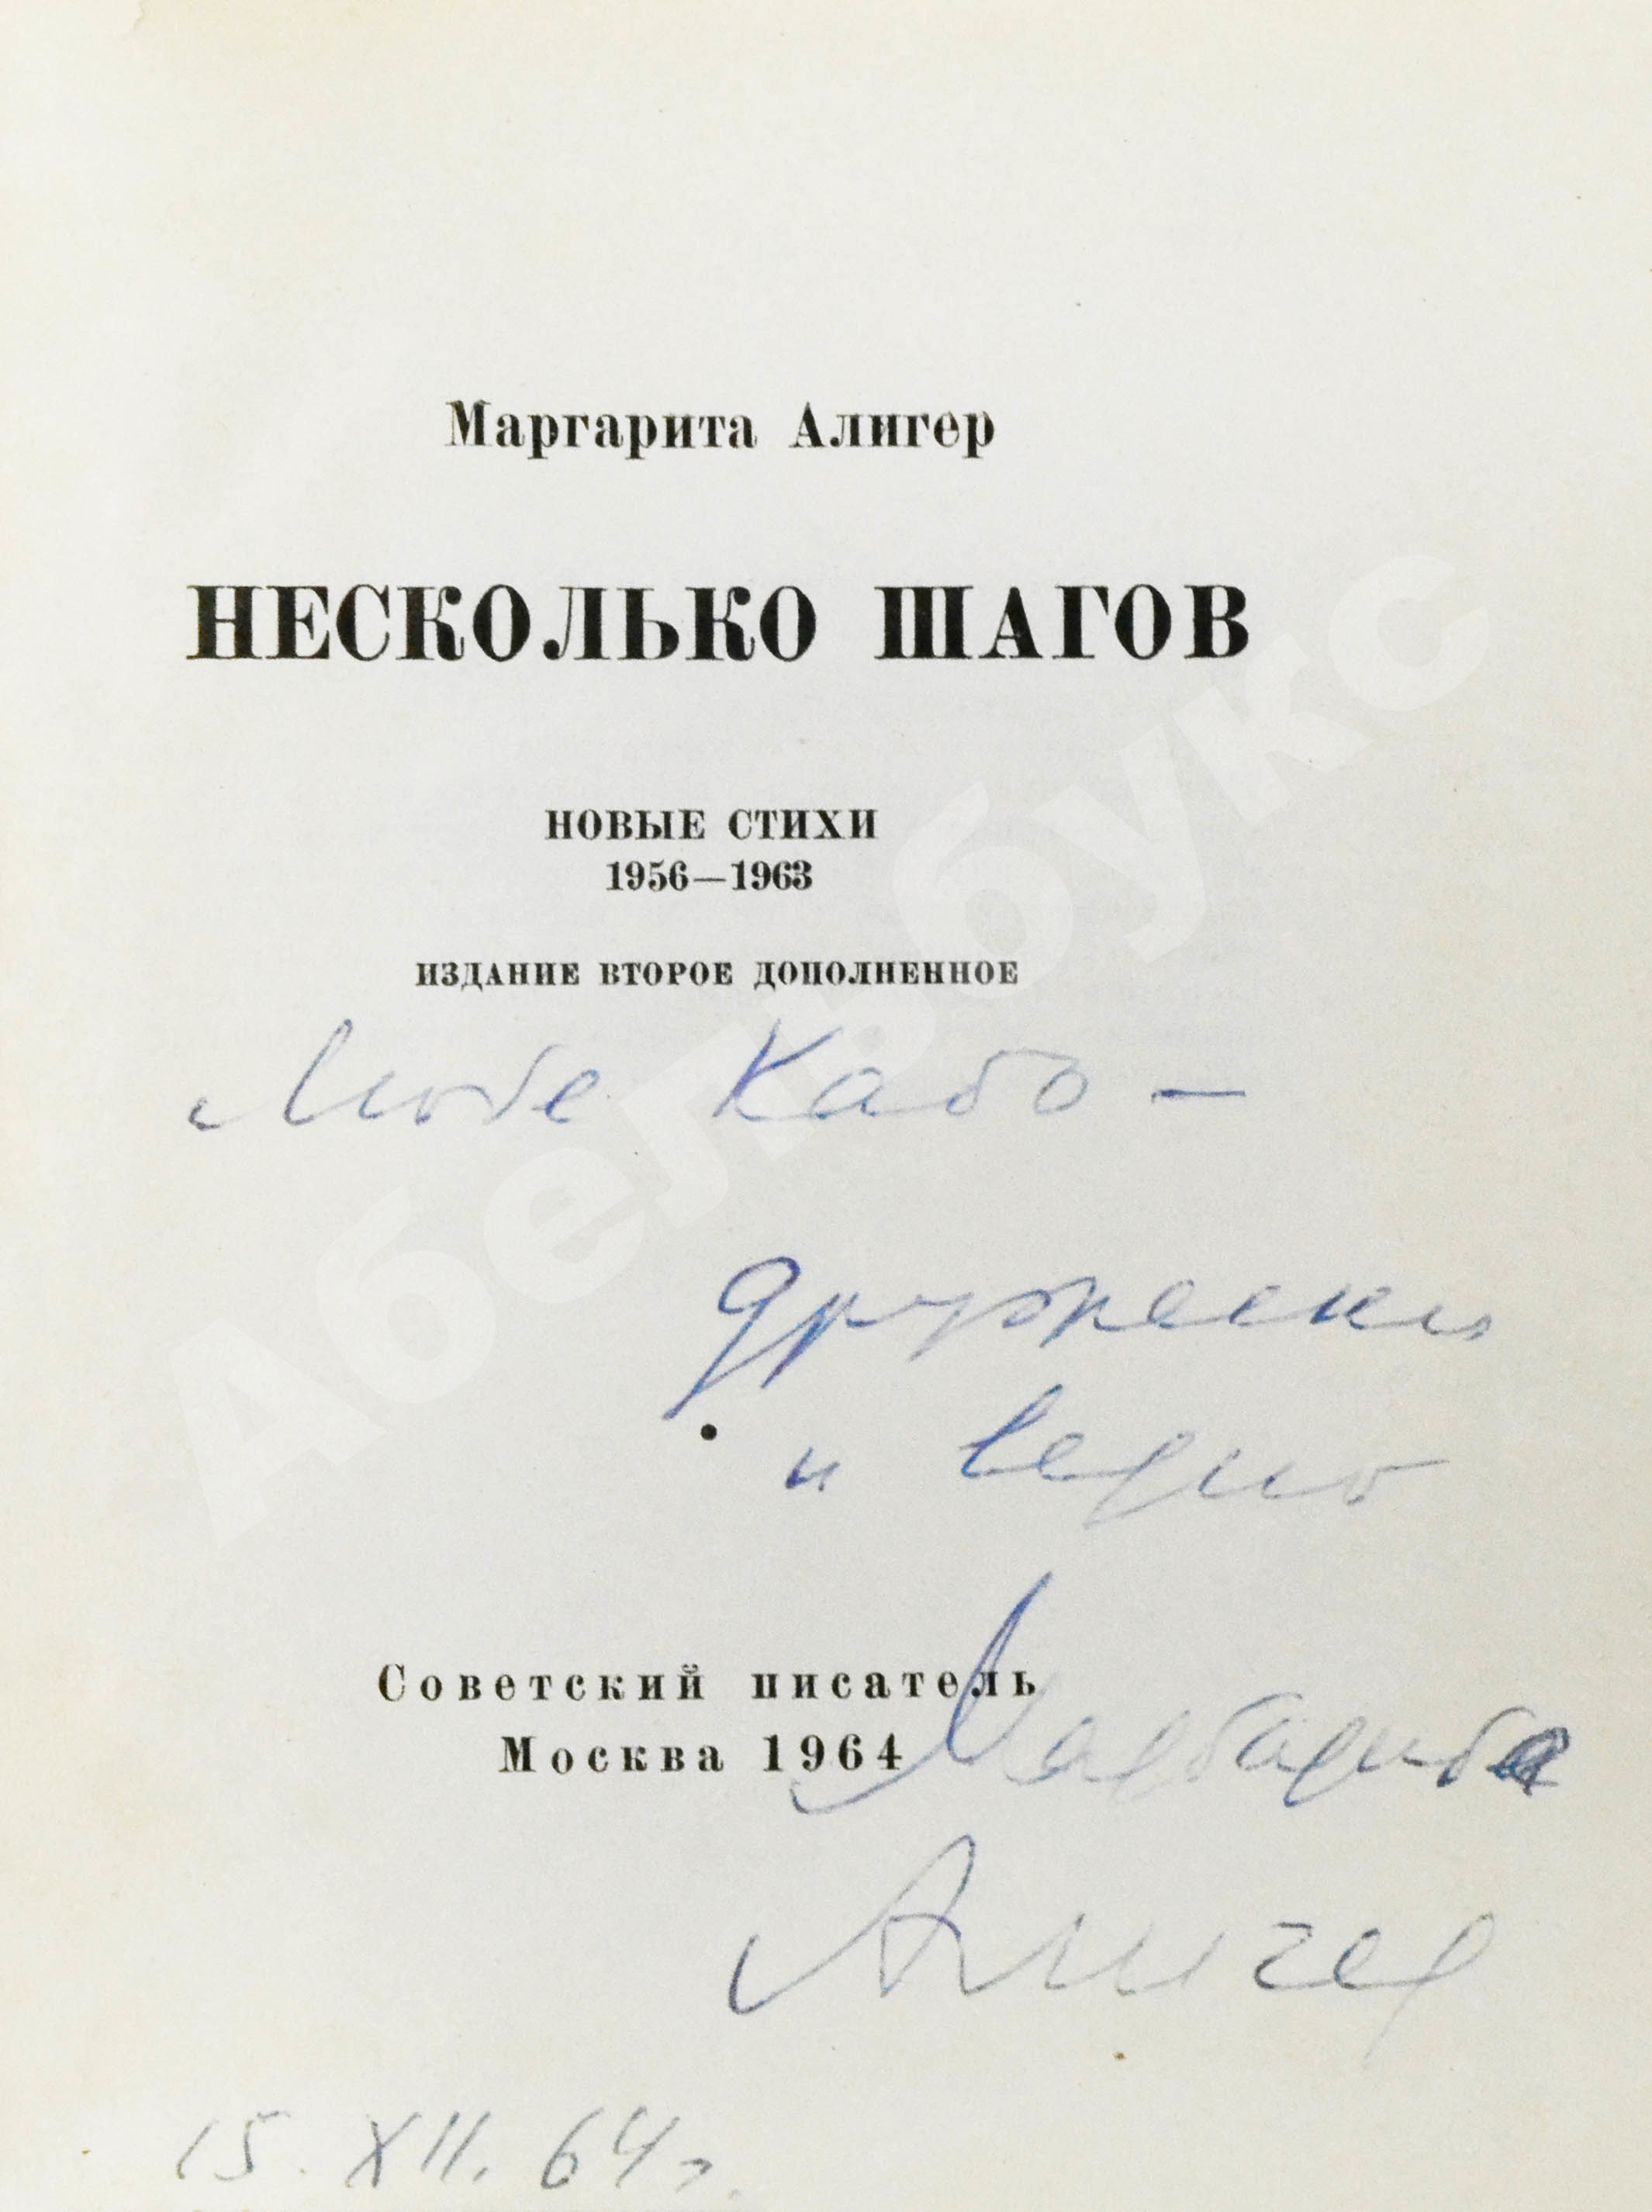 Маргарита Алигер
НЕСКОЛЬКО ШАГОВ
НОВЫЕ СТИХИ
1956—1963
ИЗДАНИЕ ВТОРОЕ ДОПОЛНЕННОЕ
Любе Кабо —
дружески
и верно
Советский писатель
Москва 1964
Маргарита
Алигер
15. XII. 64 г.
Абельбукс